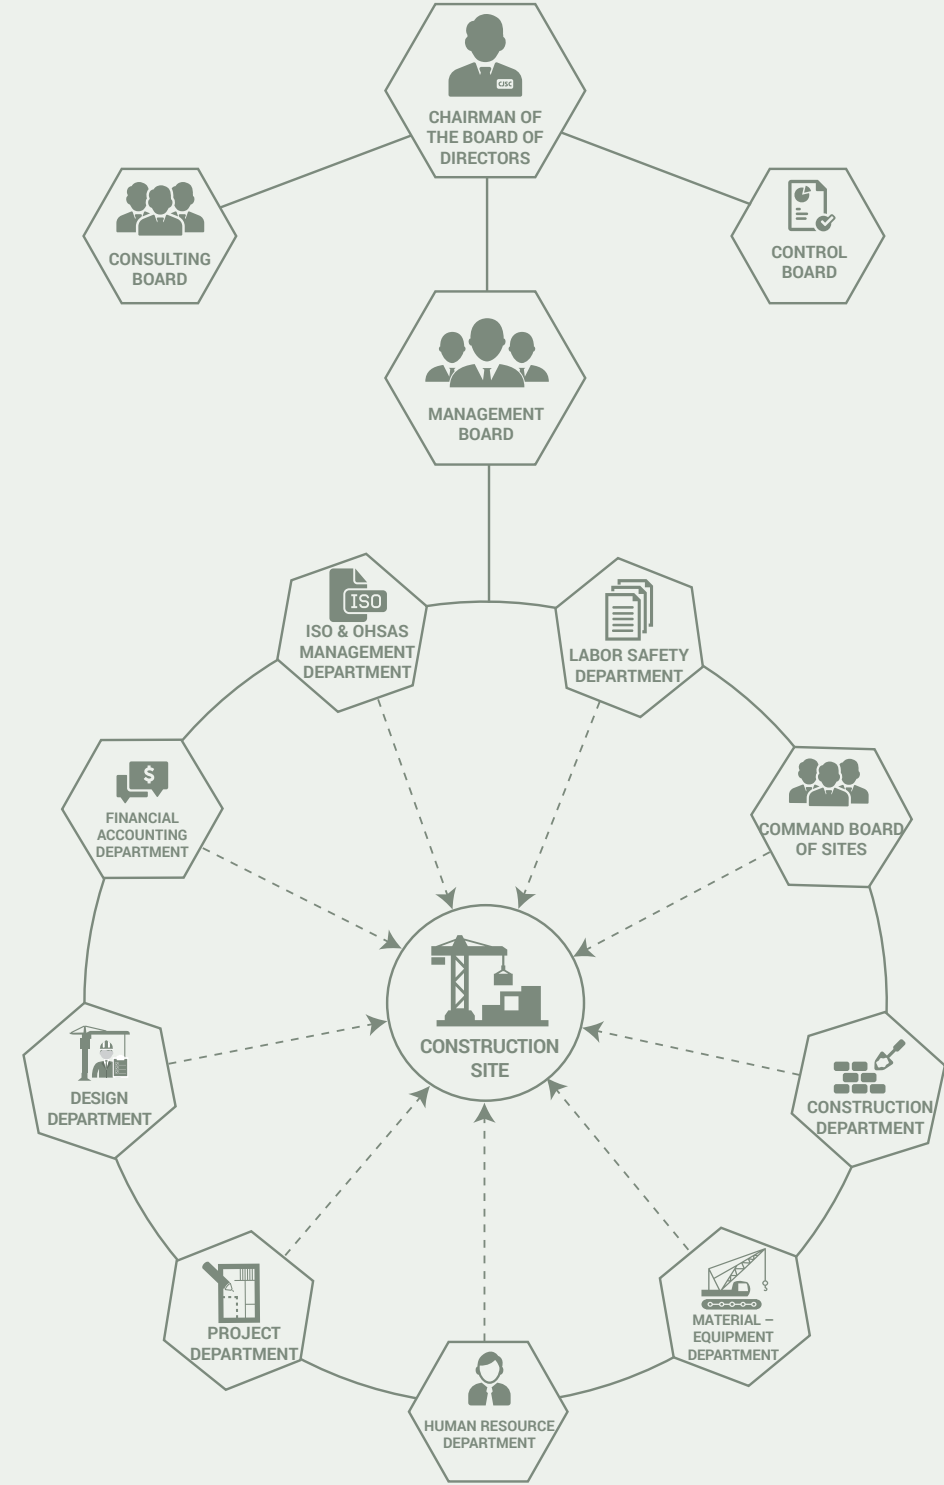 CJSC
CHAIRMAN OF
THE BOARD OF
DIRECTORS
CONSULTING
BOARD
CONTROL
BOARD
MANAGEMENT
BOARD
ISO
ISO & OHSAS
MANAGEMENT
DEPARTMENT
LABOR SAFETY
DEPARTMENT
$
FINANCIAL
ACCOUNTING
DEPARTMENT
COMMAND BOARD
OF SITES
CONSTRUCTION
SITE
DESIGN
DEPARTMENT
CONSTRUCTION
DEPARTMENT
PROJECT
DEPARTMENT
MATERIAL –
EQUIPMENT
DEPARTMENT
HUMAN RESOURCE
DEPARTMENT